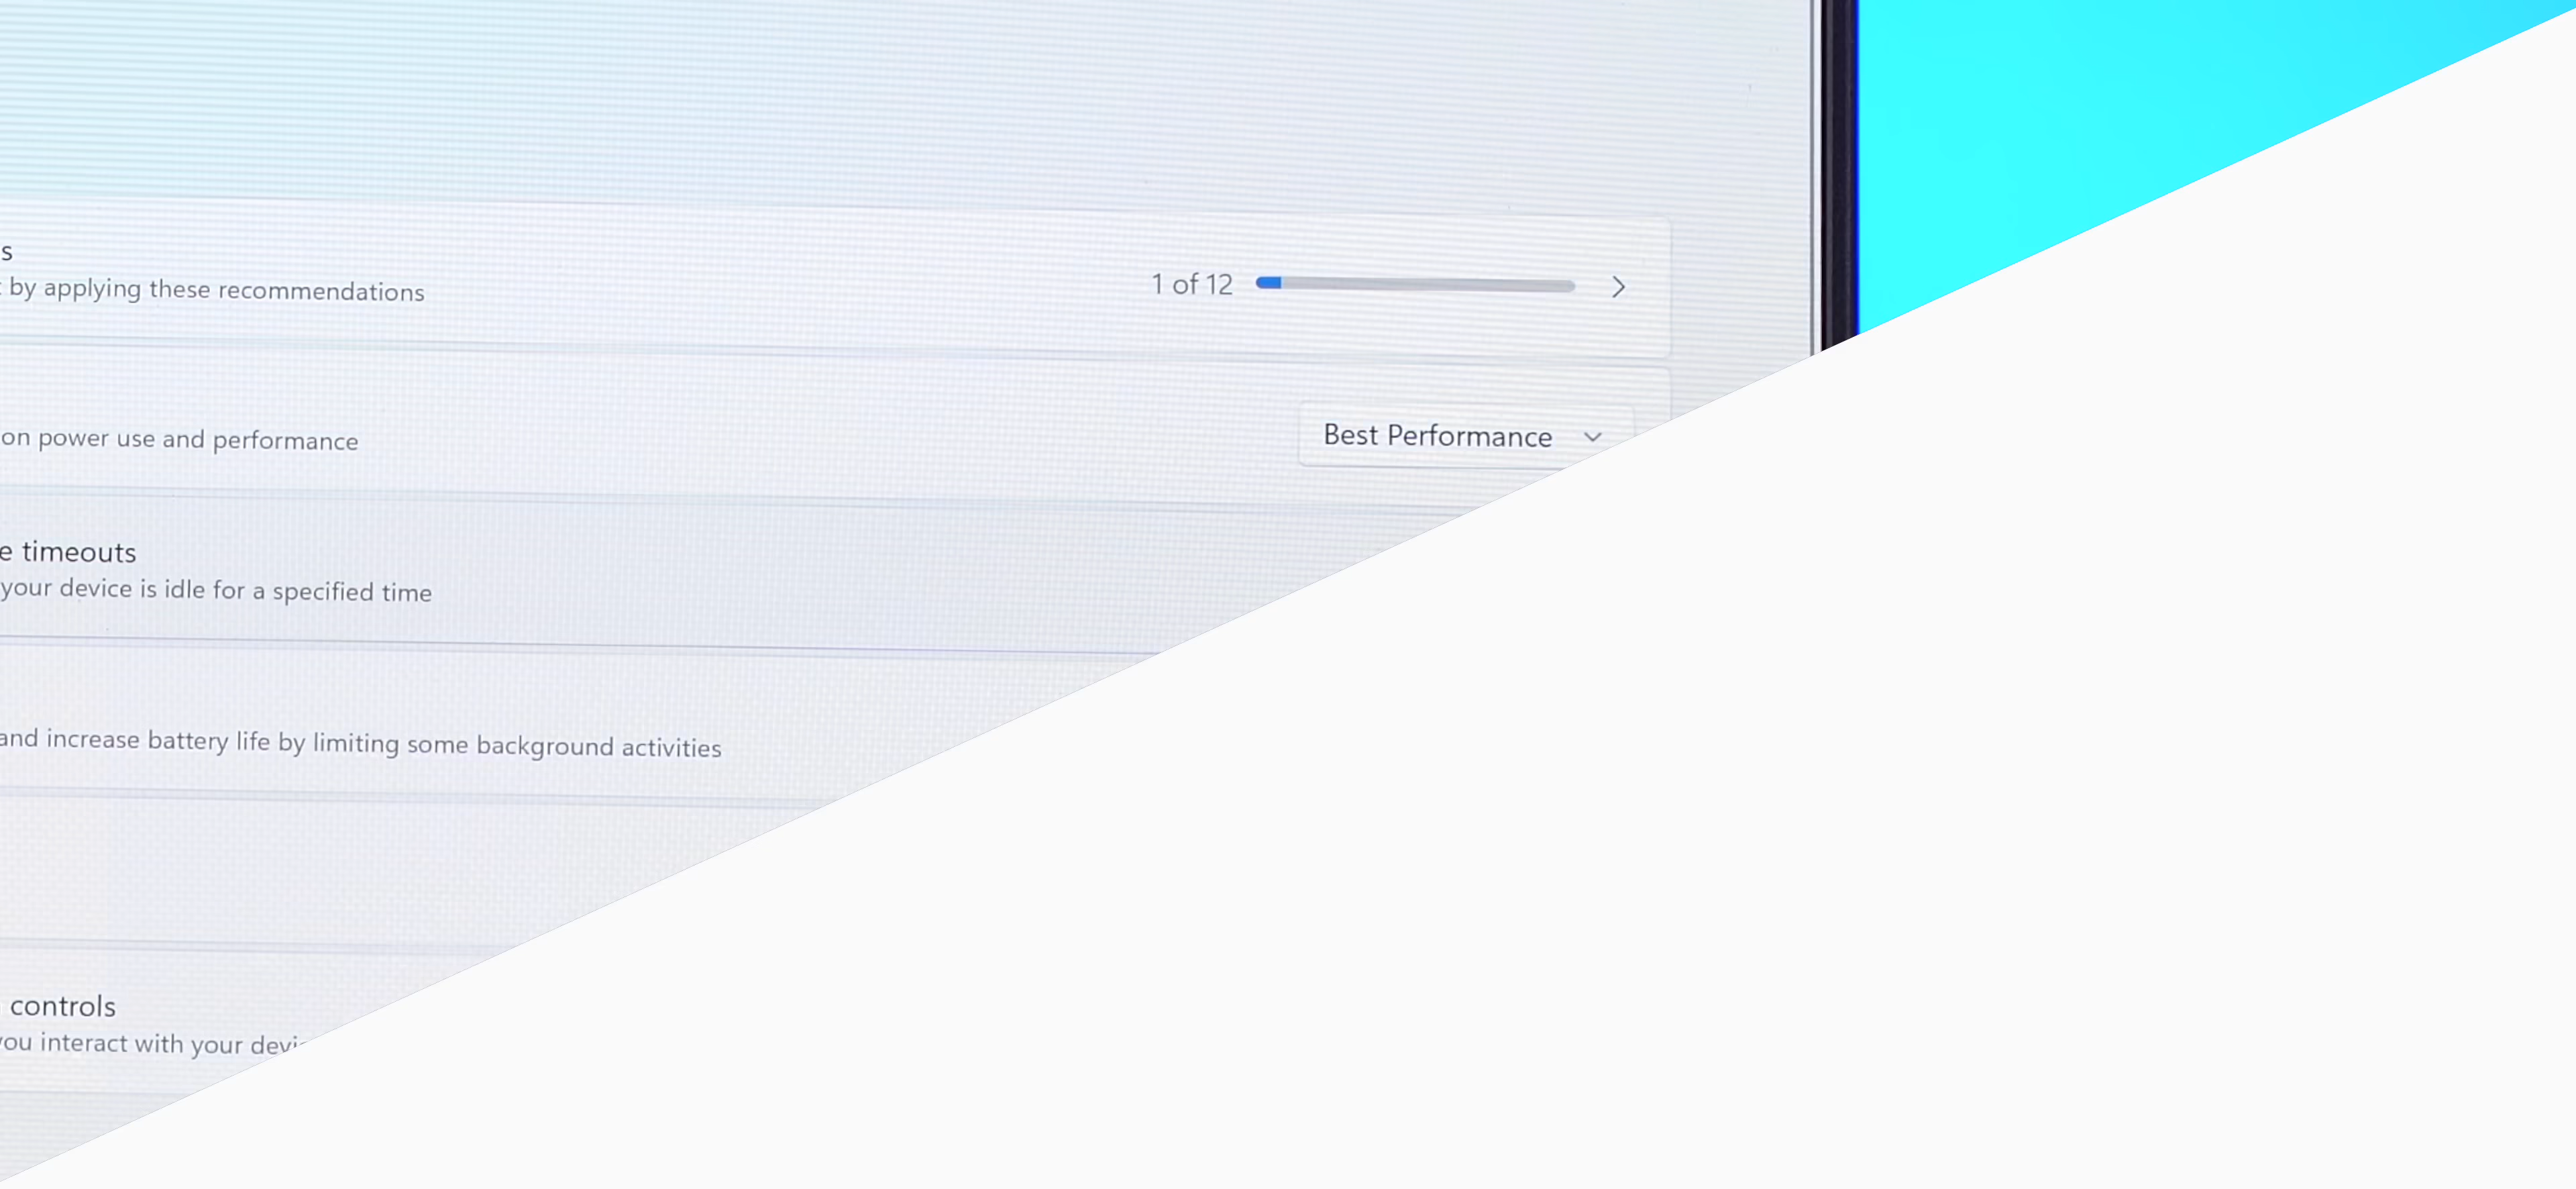 s
by applying these recommendations
1 of 12
on power use and performance
Best Performance
e timeouts
your device is idle for a specified time
and increase battery life by limiting some background activities
controls
you interact with your